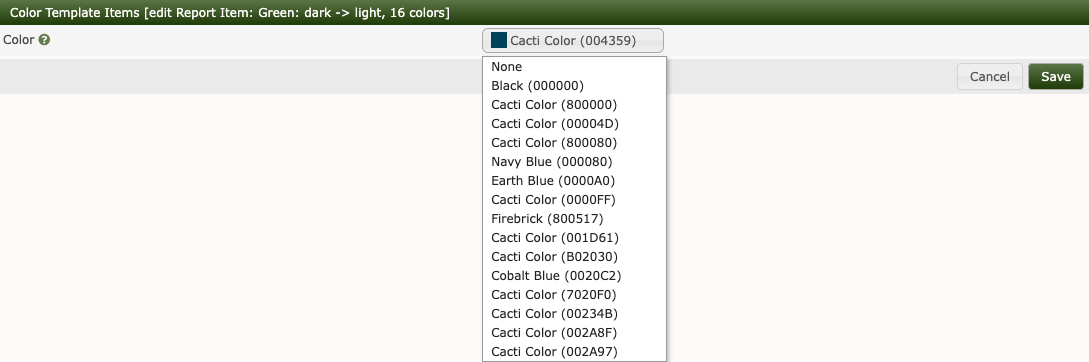 Color Template Items [edit Report Item: Green: dark -> light, 16 colors]
Color ?
Cacti Color (004359)
None
Black (000000)
Cacti Color (800000)
Cacti Color (00004D)
Cacti Color (800080)
Navy Blue (000080)
Earth Blue (0000A0)
Cacti Color (0000FF)
Firebrick (800517)
Cacti Color (001D61)
Cacti Color (B02030)
Cobalt Blue (0020C2)
Cacti Color (7020F0)
Cacti Color (00234B)
Cacti Color (002A8F)
Cacti Color (002A97)
Cancel
Save